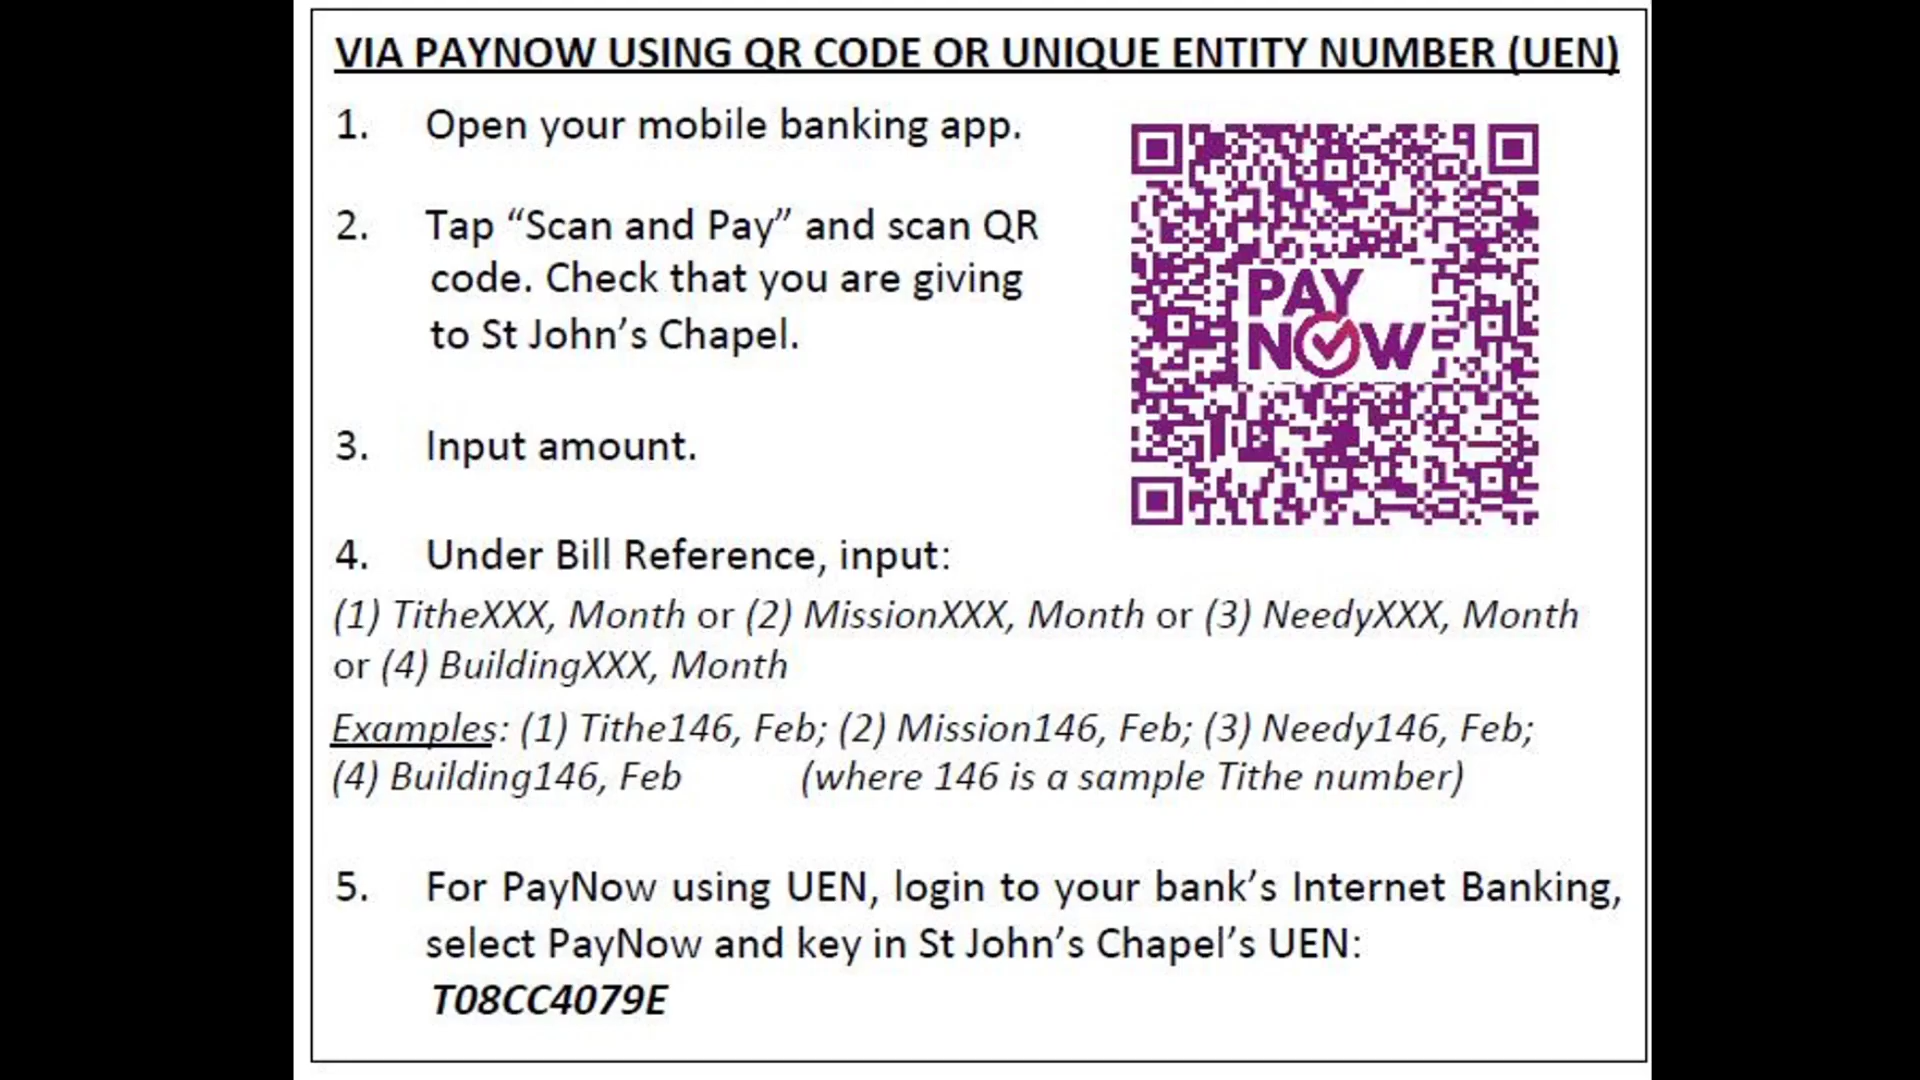 VIA PAYNOW USING QR CODE OR UNIQUE ENTITY NUMBER (UEN)
1. Open your mobile banking app.
2. Tap “Scan and Pay” and scan QR
code. Check that you are giving
to St John’s Chapel.
PAY
NOW
3. Input amount.
4. Under Bill Reference, input:
(1) TitheXXX, Month or (2) MissionXXX, Month or (3) NeedyXXX, Month
or (4) BuildingXXX, Month
Examples: (1) Tithe146, Feb; (2) Mission146, Feb; (3) Needy146, Feb;
(4) Building146, Feb (where 146 is a sample Tithe number)
5. For PayNow using UEN, login to your bank’s Internet Banking,
select PayNow and key in St John’s Chapel’s UEN:
T08CC4079E